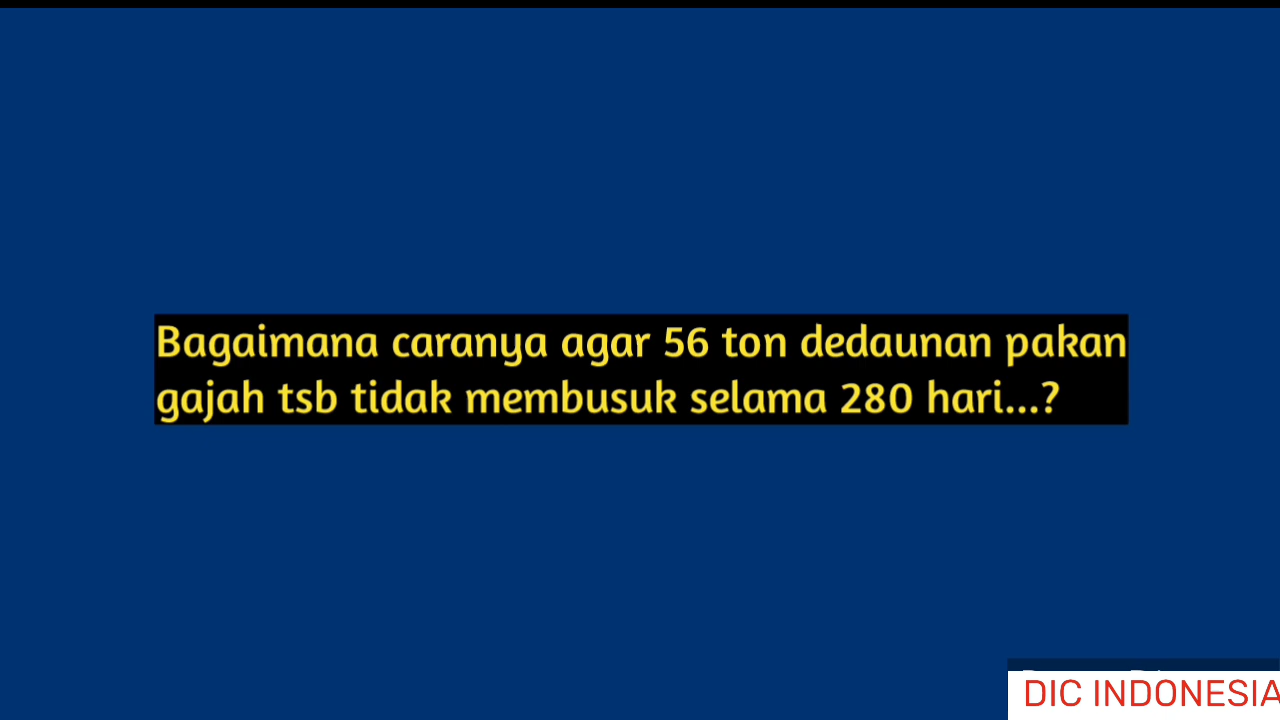 Bagaimana caranya agar 56 ton dedaunan pakan
gajah tsb tidak membusuk selama 280 hari...?
DIC INDONESIA